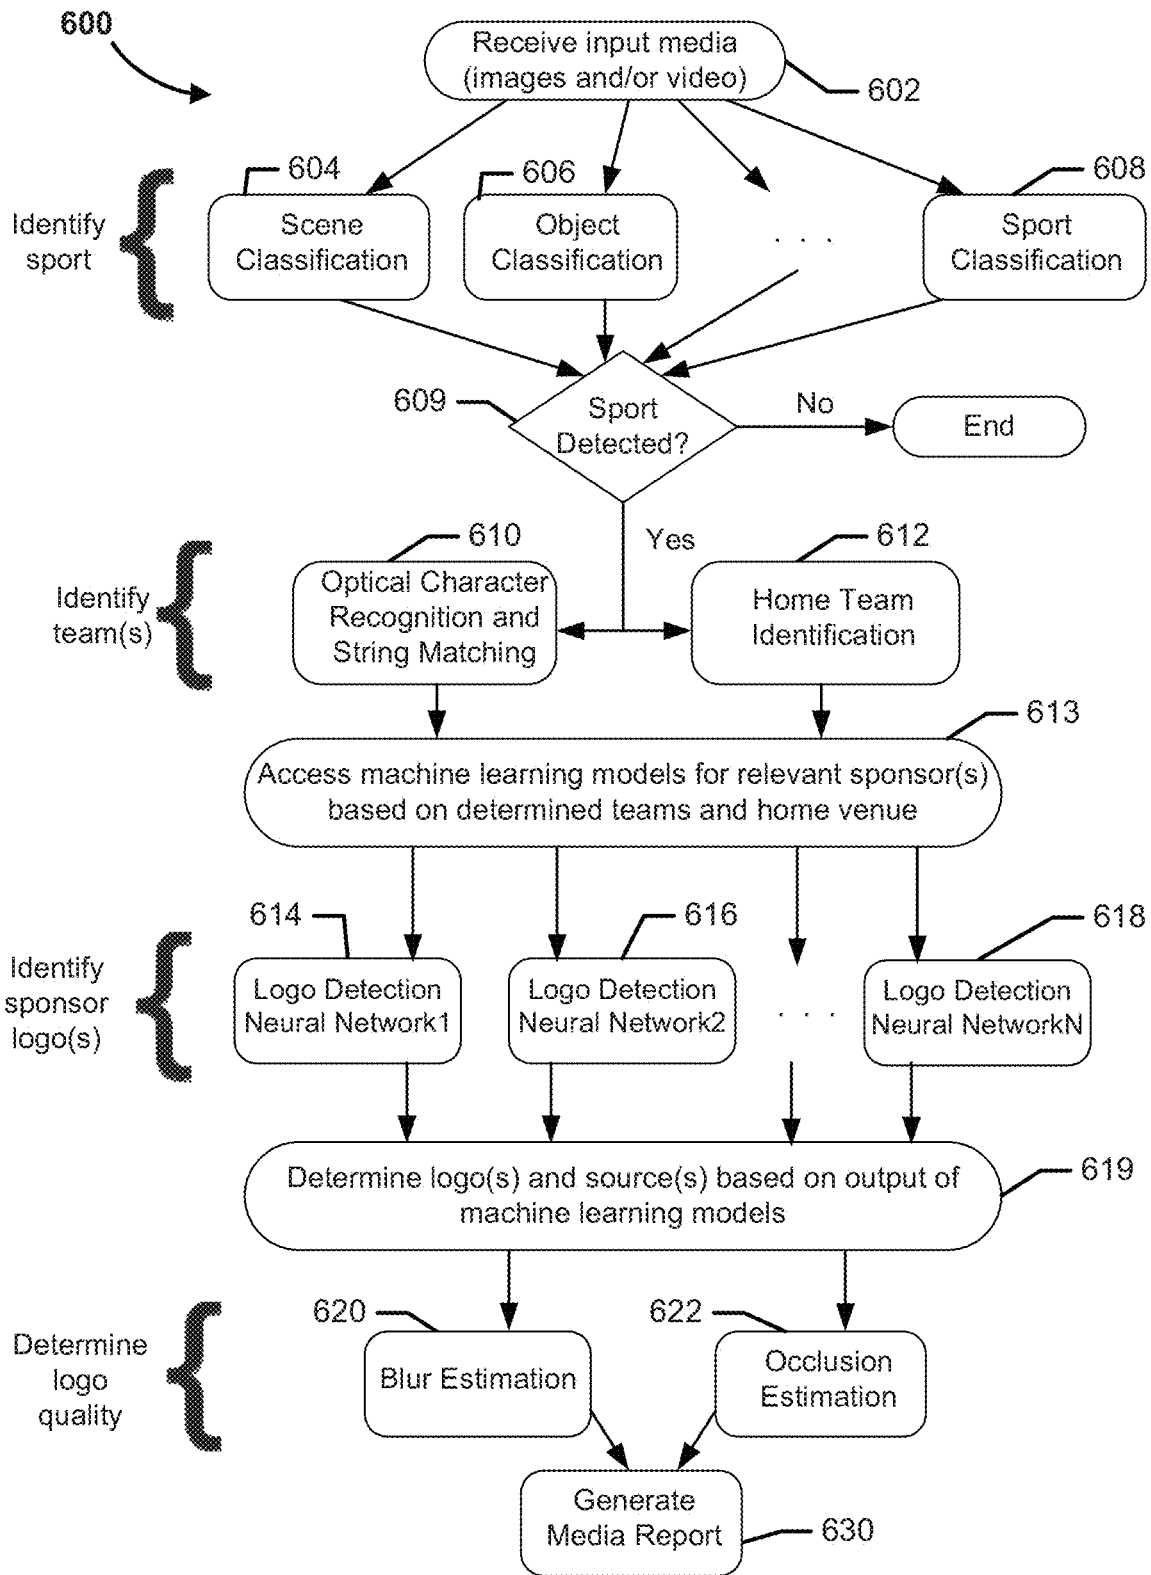 600
Receive input media
(images and/or video)
602
604
606
608
Identify
sport
Scene
Classification
Object
Classification
. . .
Sport
Classification
609
Sport
Detected?
No
End
Yes
610
612
Identify
team(s)
Optical Character
Recognition and
String Matching
Home Team
Identification
613
Access machine learning models for relevant sponsor(s)
based on determined teams and home venue
614
616
618
Identify
sponsor
logo(s)
Logo Detection
Neural Network1
Logo Detection
Neural Network2
. . . .
Logo Detection
Neural NetworkN
619
Determine logo(s) and source(s) based on output of
machine learning models
620
622
Determine
logo
quality
Blur Estimation
Occlusion
Estimation
Generate
Media Report
630